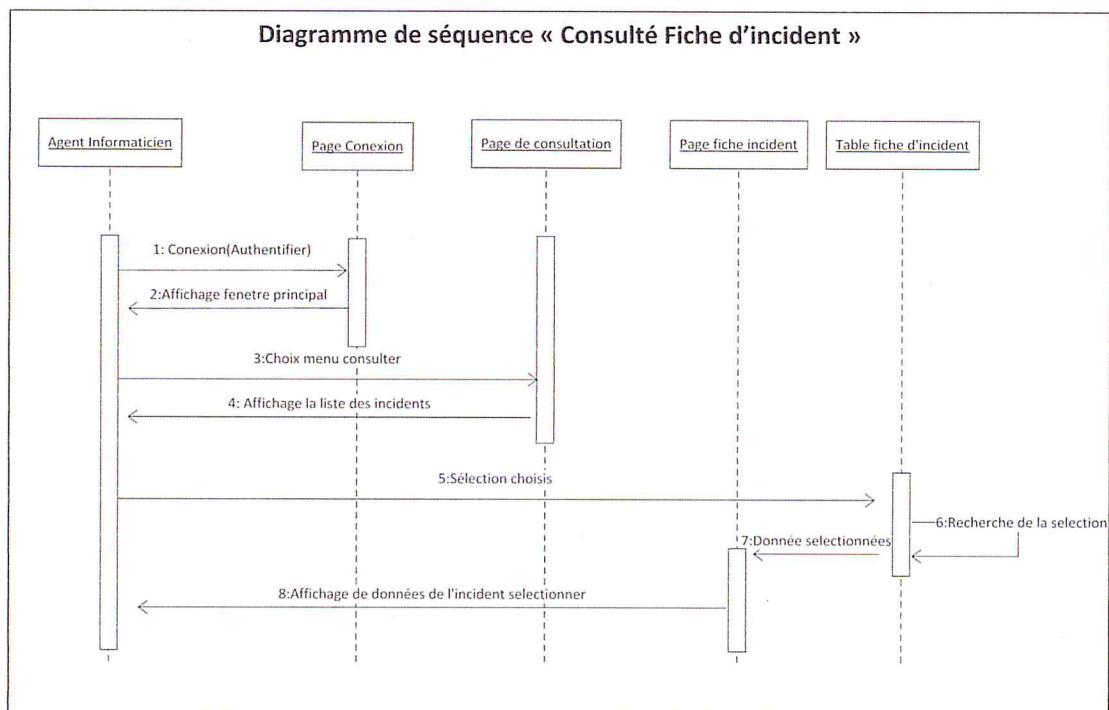 Diagramme de séquence « Consulté Fiche d'incident »
Agent Informaticien
Page Conexion
Page de consultation
Page fiche incident
Table fiche d'incident
1: Conexion(Authentifier)
2:Affichage fenetre principal
3:Choix menu consulter
4: Affichage la liste des incidents
5:Sélection choisis
6:Recherche de la selection
7:Donnée selectionnées
8:Affichage de données de l'incident selectionner